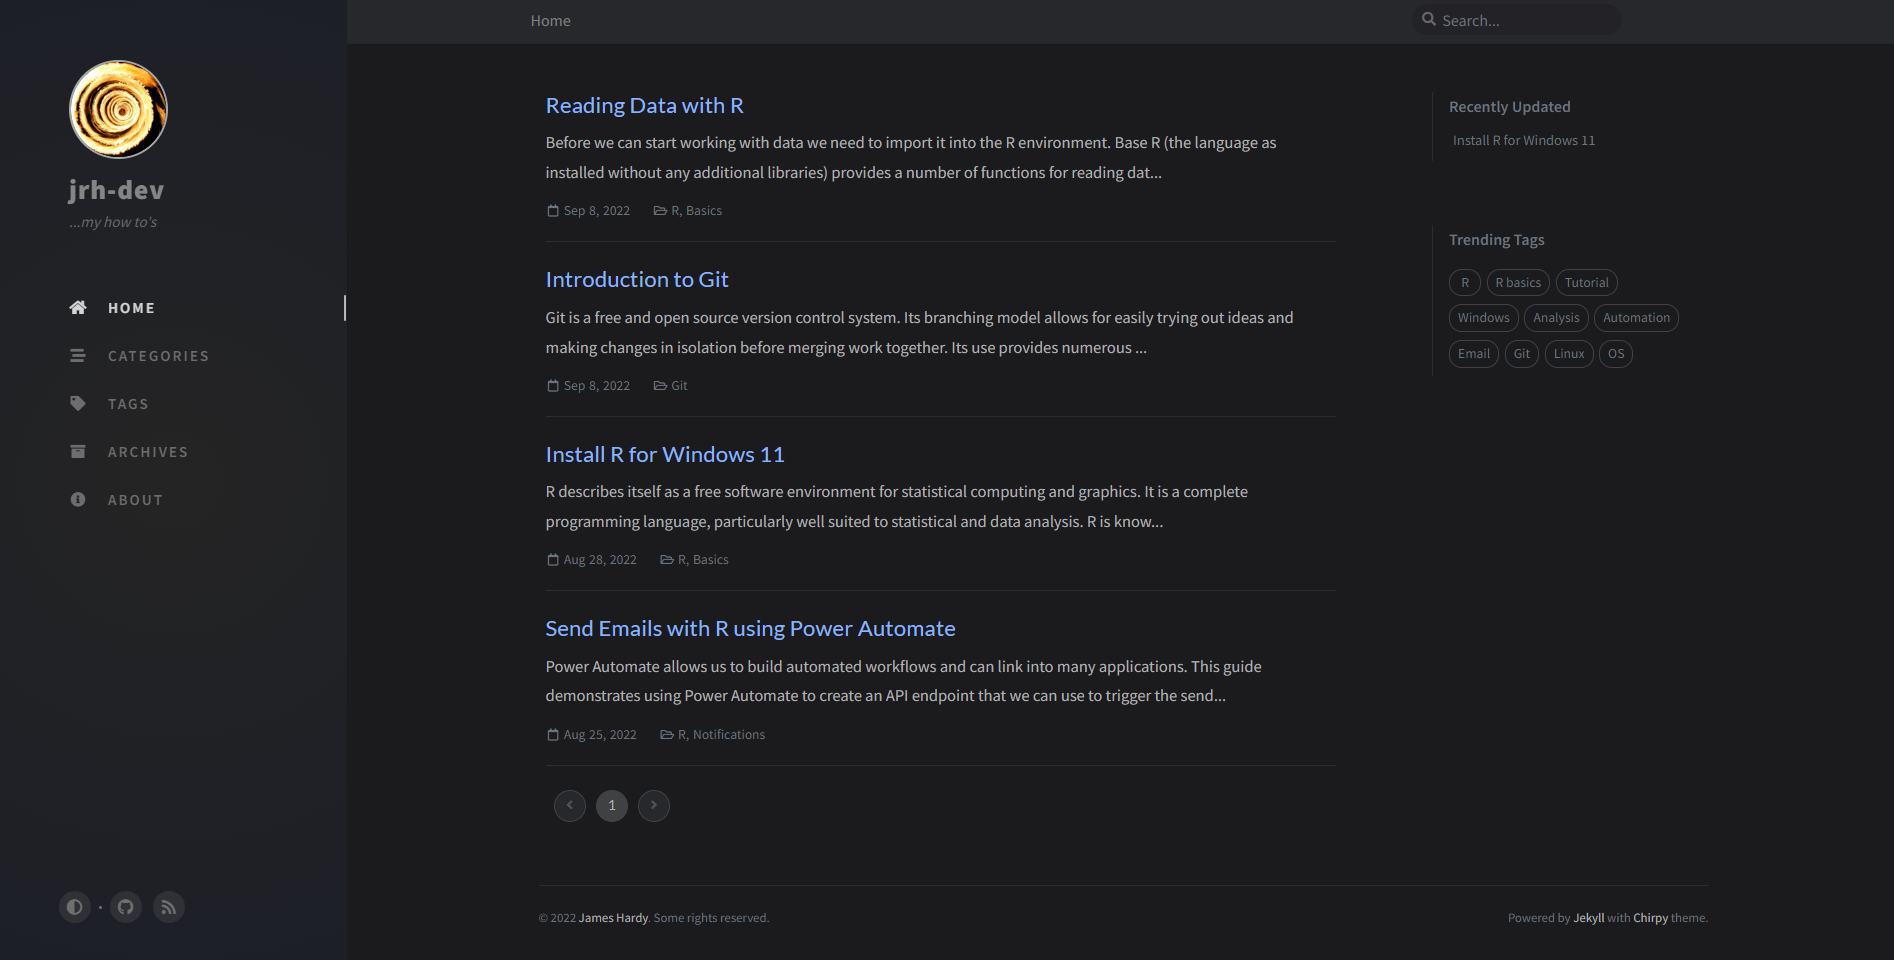 jrh-dev
...my how to's
HOME
CATEGORIES
TAGS
ARCHIVES
ABOUT
Home
Search...
Reading Data with R
Before we can start working with data we need to import it into the R environment. Base R (the language as
installed without any additional libraries) provides a number of functions for reading dat...
Sep 8, 2022 R, Basics
Introduction to Git
Git is a free and open source version control system. Its branching model allows for easily trying out ideas and
making changes in isolation before merging work together. Its use provides numerous ...
Sep 8, 2022 Git
Install R for Windows 11
R describes itself as a free software environment for statistical computing and graphics. It is a complete
programming language, particularly well suited to statistical and data analysis. R is know...
Aug 28, 2022 R, Basics
Send Emails with R using Power Automate
Power Automate allows us to build automated workflows and can link into many applications. This guide
demonstrates using Power Automate to create an API endpoint that we can use to trigger the send...
Aug 25, 2022 R, Notifications
1
Recently Updated
Install R for Windows 11
Trending Tags
R R basics Tutorial
Windows Analysis Automation
Email Git Linux OS
© 2022 James Hardy. Some rights reserved.
Powered by Jekyll with Chirpy theme.